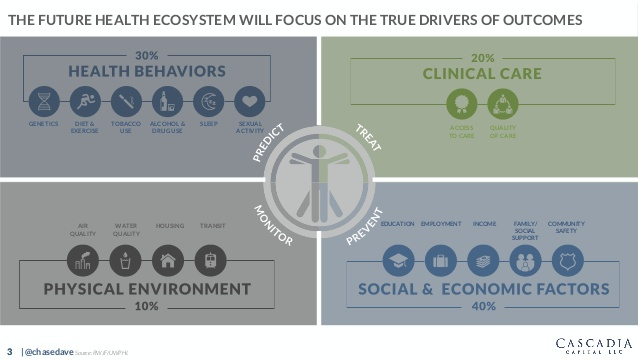 THE FUTURE HEALTH ECOSYSTEM WILL FOCUS ON THE TRUE DRIVERS OF OUTCOMES
30%
HEALTH BEHAVIORS
GENETICS
DIET &
EXERCISE
TOBACCO
USE
ALCOHOL &
DRUG USE
SLEEP
SEXUAL
ACTIVITY
20%
CLINICAL CARE
ACCESS
TO CARE
QUALITY
OF CARE
PREDICT
TREAT
MONITOR
PREVENT
AIR
QUALITY
WATER
QUALITY
HOUSING
TRANSIT
PHYSICAL ENVIRONMENT
10%
EDUCATION
EMPLOYMENT
INCOME
FAMILY/
SOCIAL
SUPPORT
COMMUNITY
SAFETY
SOCIAL & ECONOMIC FACTORS
40%
3 | @chasedave Source:
CASCADIA
CAPITAL LLC